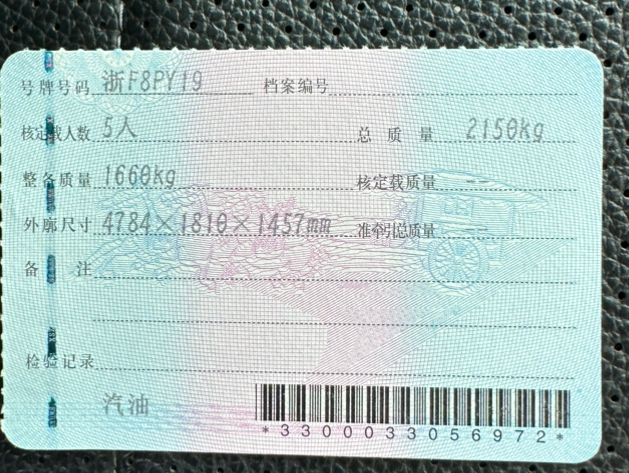 号牌号码 浙F8PY19 档案编号
核定载人数 5人 总质量 2150kg
整备质量 1660kg 核定载质量 --
外廓尺寸 4784×1810×1457mm 准牵引总质量 --
备注
检验记录
汽油
*3300033056972*